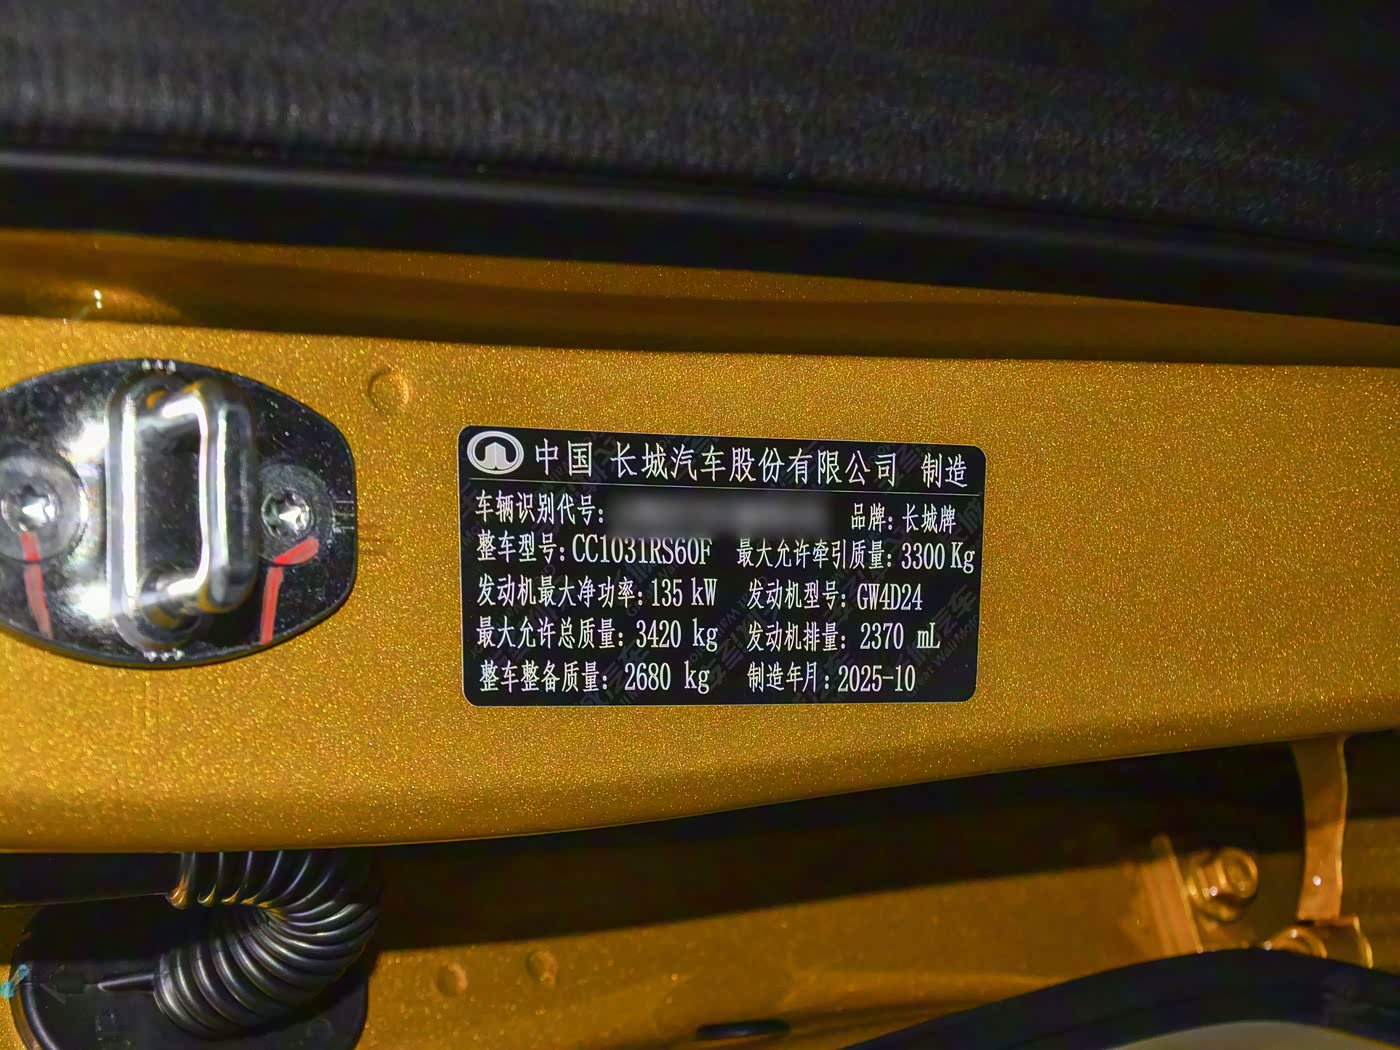 中国 长城汽车股份有限公司 制造
车辆识别代号: 品牌: 长城牌
整车型号: CC1031RS60F 最大允许牵引质量: 3300 Kg
发动机最大净功率: 135 kW 发动机型号: GW4D24
最大允许总质量: 3420 kg 发动机排量: 2370 mL
整车整备质量: 2680 kg 制造年月: 2025-10